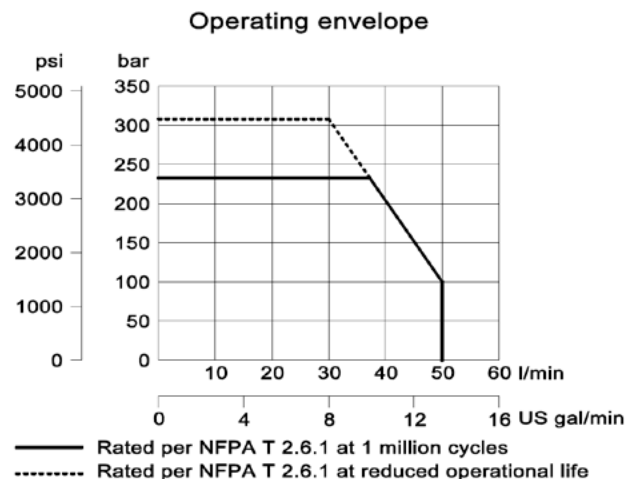 Operating envelope
psi bar
5000 350
4000 300
3000 250
2000 200
1000 150
0 100
50
0
10 20 30 40 50 60 l/min
0 4 8 12 16 US gal/min
Rated per NFPA T 2.6.1 at 1 million cycles
Rated per NFPA T 2.6.1 at reduced operational life